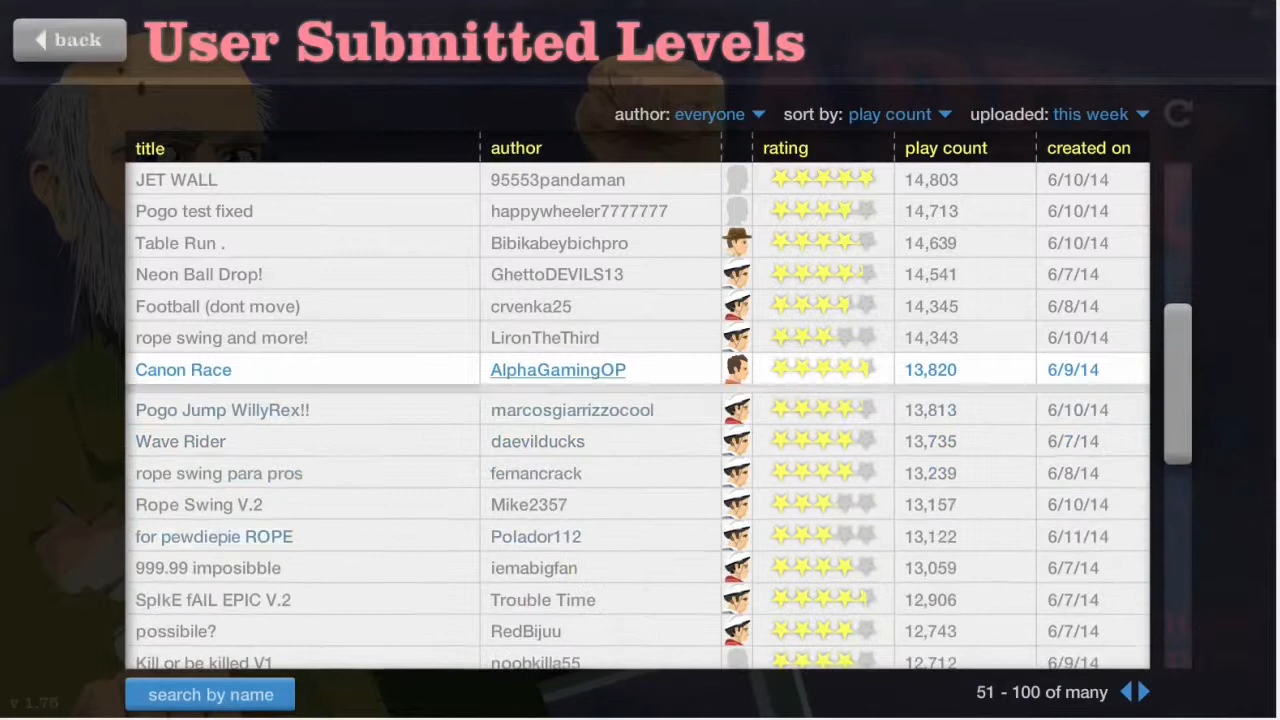 back
User Submitted Levels
author: everyone sort by: play count uploaded: this week
title author rating play count created on
JET WALL 95553pandaman 14,803 6/10/14
Pogo test fixed happywheeler7777777 14,713 6/10/14
Table Run . Bibikabeybichpro 14,639 6/10/14
Neon Ball Drop! GhettoDEVILS13 14,541 6/7/14
Football (dont move) crvenka25 14,345 6/8/14
rope swing and more! LironTheThird 14,343 6/10/14
Canon Race AlphaGamingOP 13,820 6/9/14
Pogo Jump WillyRex!! marcosgiarrizzocool 13,813 6/10/14
Wave Rider daevilducks 13,735 6/7/14
rope swing para pros femancrack 13,239 6/8/14
Rope Swing V.2 Mike2357 13,157 6/10/14
for pewdiepie ROPE Polador112 13,122 6/11/14
999.99 imposibble iemabigfan 13,059 6/7/14
SpIkE fAIL EPIC V.2 Trouble Time 12,906 6/7/14
possibile? RedBijuu 12,743 6/7/14
Kill or be killed V1 noobkilla55 12,712 6/9/14
search by name 51 - 100 of many
v 1.75